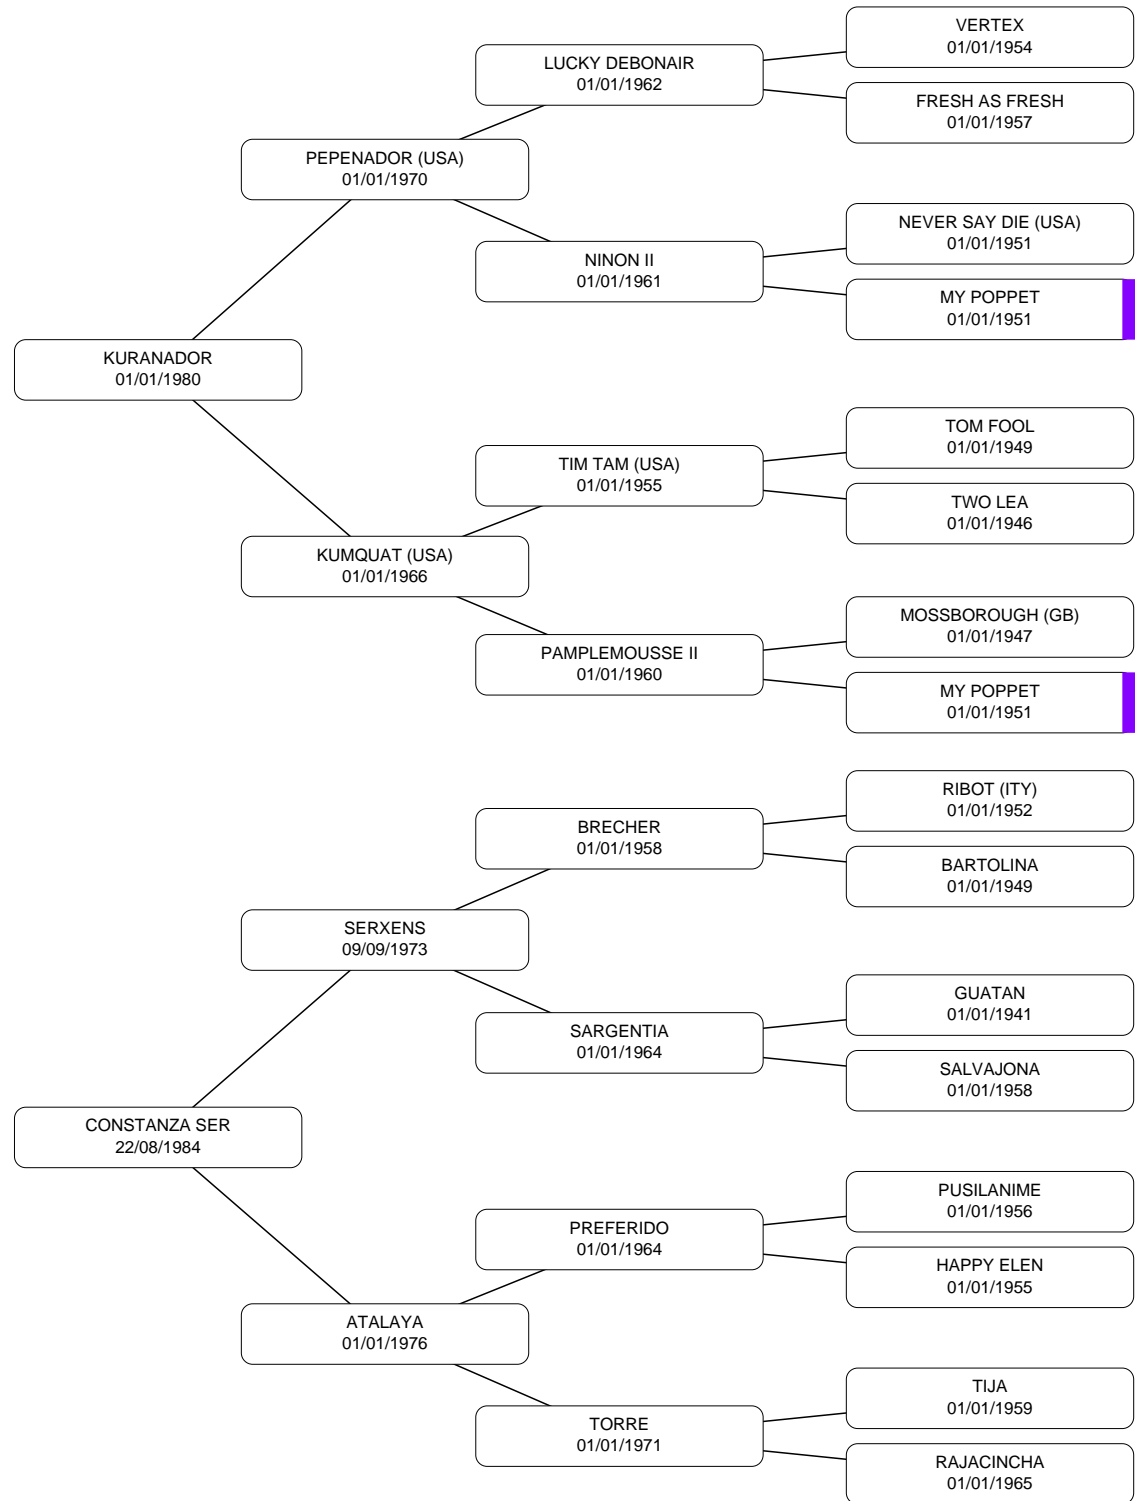 VERTEX
01/01/1954
LUCKY DEBONAIR
01/01/1962
FRESH AS FRESH
01/01/1957
PEPENADOR (USA)
01/01/1970
NEVER SAY DIE (USA)
01/01/1951
NINON II
01/01/1961
MY POPPET
01/01/1951
KURANADOR
01/01/1980
TOM FOOL
01/01/1949
TIM TAM (USA)
01/01/1955
TWO LEA
01/01/1946
KUMQUAT (USA)
01/01/1966
MOSSBOROUGH (GB)
01/01/1947
PAMPLEMOUSSE II
01/01/1960
MY POPPET
01/01/1951
RIBOT (ITY)
01/01/1952
BRECHER
01/01/1958
BARTOLINA
01/01/1949
SERXENS
09/09/1973
GUATAN
01/01/1941
SARGENTIA
01/01/1964
SALVAJONA
01/01/1958
CONSTANZA SER
22/08/1984
PUSILANIME
01/01/1956
PREFERIDO
01/01/1964
HAPPY ELEN
01/01/1955
ATALAYA
01/01/1976
TIJA
01/01/1959
TORRE
01/01/1971
RAJACINCHA
01/01/1965